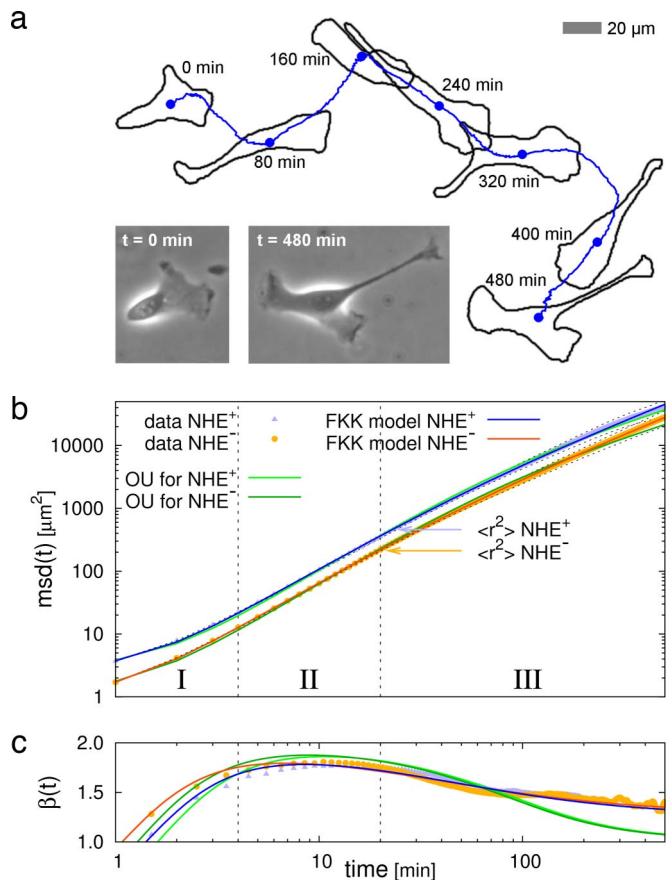 a
20 μm
0 min
160 min
240 min
80 min
320 min
400 min
480 min
t = 0 min
t = 480 min
b
data NHE⁺
data NHE⁻
FKK model NHE⁺
FKK model NHE⁻
OU for NHE⁺
OU for NHE⁻
<r²> NHE⁺
<r²> NHE⁻
msd(t) [μm²]
10000
1000
100
10
1
I II III
c
β(t)
2.0
1.5
1.0
1 10 100
time [min]